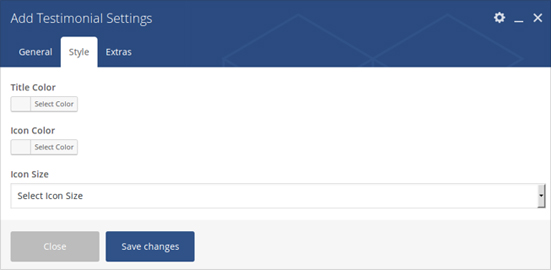 Add Testimonial Settings
General Style Extras
Title Color
Select Color
Icon Color
Select Color
Icon Size
Select Icon Size
Close Save changes